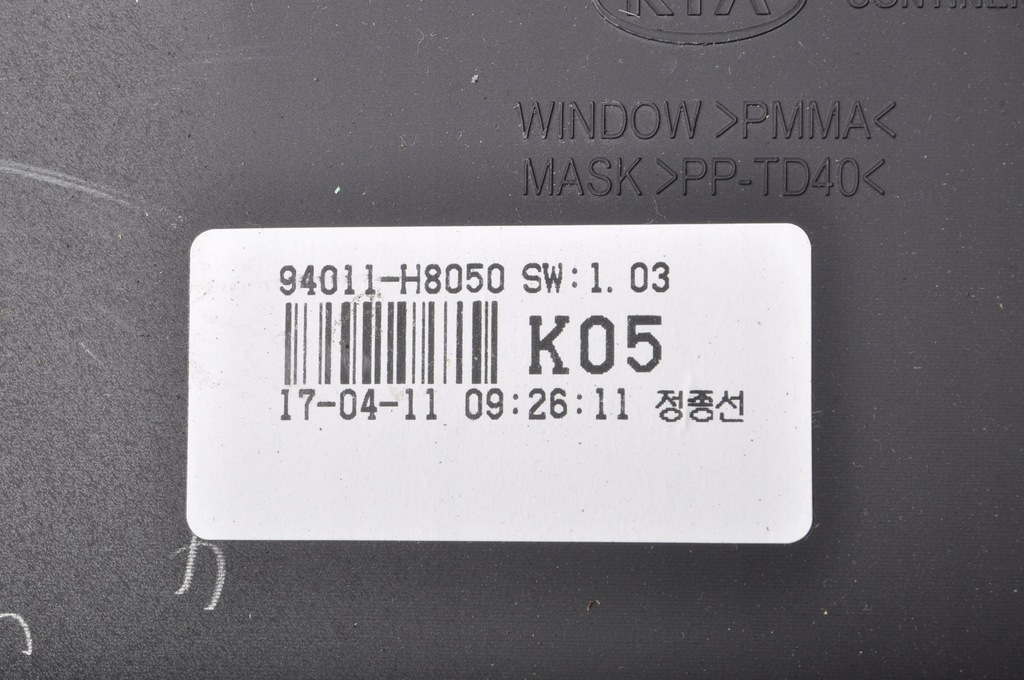 KIA
WINDOW >PMMA<
MASK >PP-TD40<
94011-H8050 SW:1.03
K05
17-04-11 09:26:11 정종선